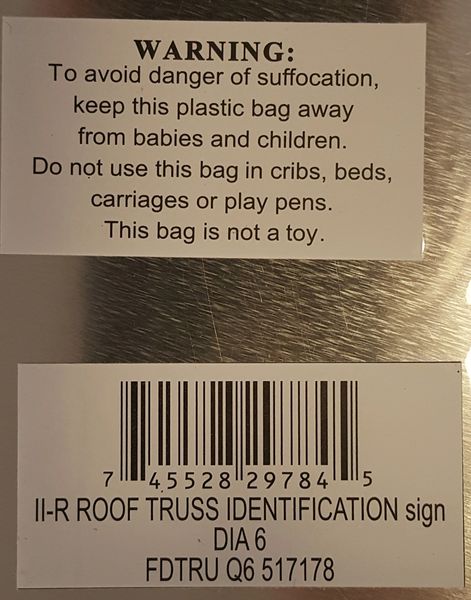 WARNING:
To avoid danger of suffocation,
keep this plastic bag away
from babies and children.
Do not use this bag in cribs, beds,
carriages or play pens.
This bag is not a toy.
7 45528 29784 5
II-R ROOF TRUSS IDENTIFICATION sign
DIA 6
FDTRU Q6 517178